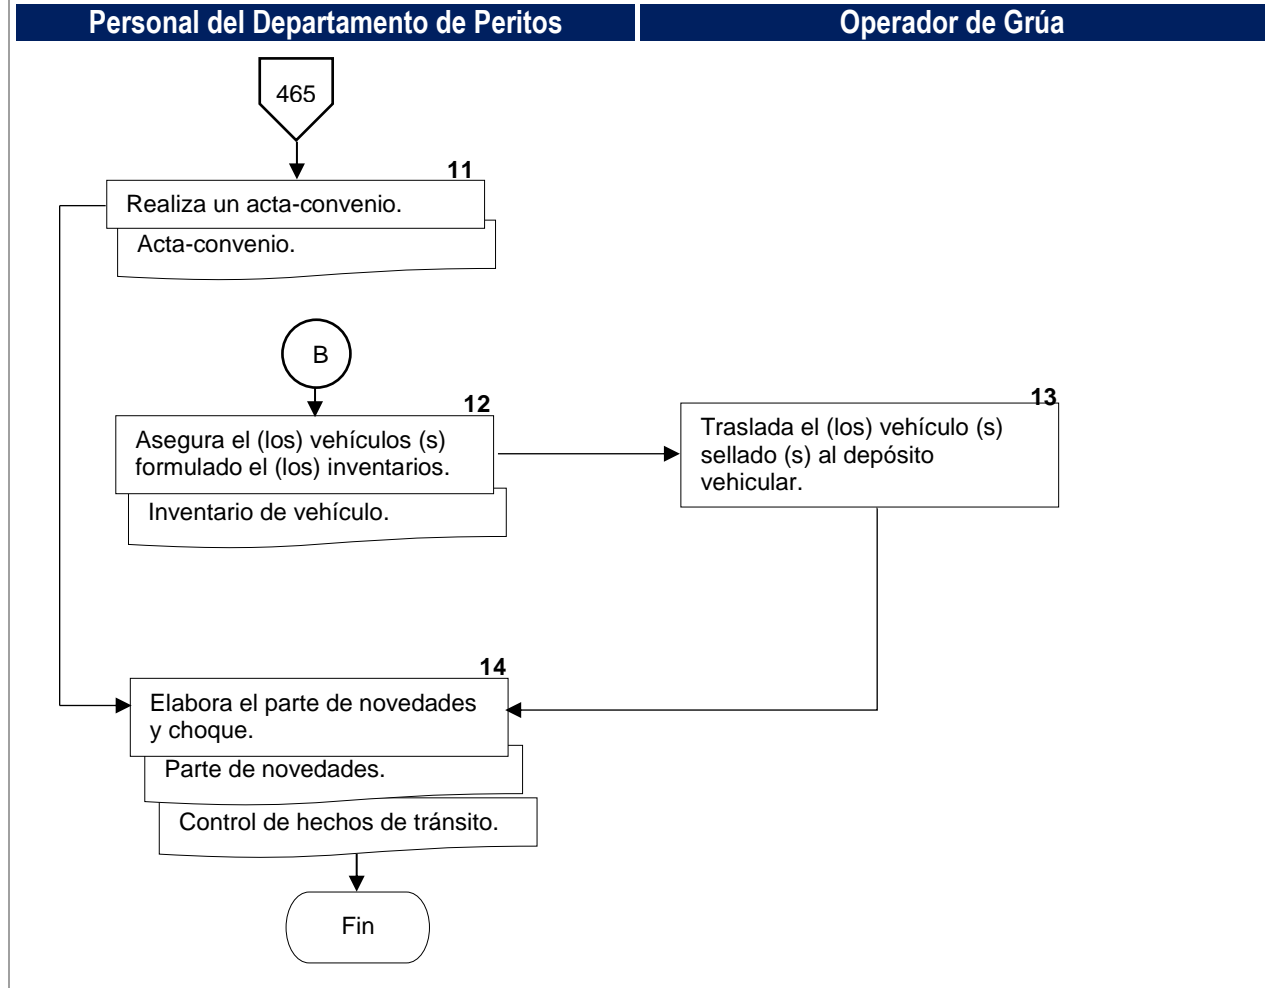 Personal del Departamento de Peritos
Operador de Grúa
465
11
Realiza un acta-convenio.
Acta-convenio.
B
12
Asegura el (los) vehículos (s)
formulado el (los) inventarios.
Inventario de vehículo.
13
Traslada el (los) vehículo (s)
sellado (s) al depósito
vehicular.
14
Elabora el parte de novedades
y choque.
Parte de novedades.
Control de hechos de tránsito.
Fin